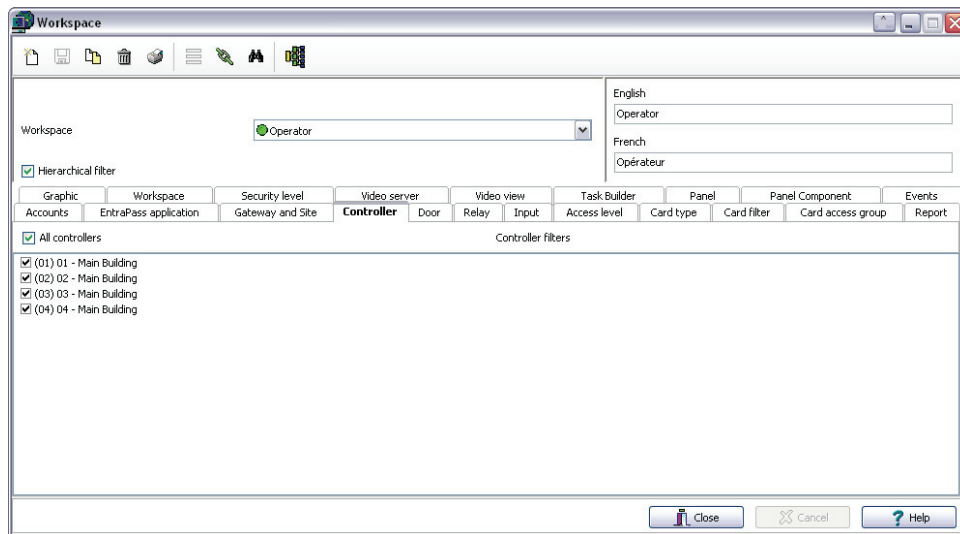 Workspace
English
Operator
Workspace
Operator
French
Opérateur
Hierarchical filter
Graphic Workspace Security level Video server Video view Task Builder Panel Panel Component Events
Accounts EntraPass application Gateway and Site Controller Door Relay Input Access level Card type Card filter Card access group Report
All controllers Controller filters
(01) 01 - Main Building
(02) 02 - Main Building
(03) 03 - Main Building
(04) 04 - Main Building
Close Cancel Help